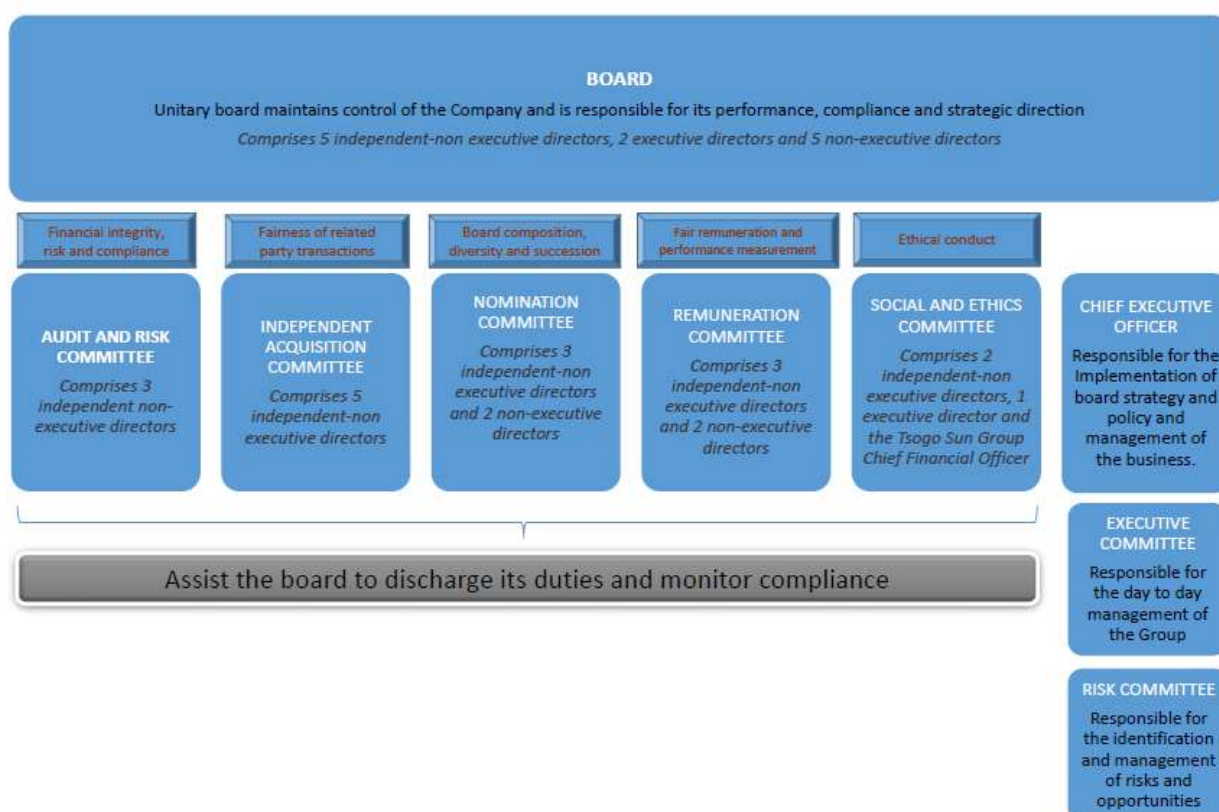 BOARD
Unitary board maintains control of the Company and is responsible for its performance, compliance and strategic direction
Comprises 5 independent-non executive directors, 2 executive directors and 5 non-executive directors
Financial integrity,
risk and compliance
Fairness of related
party transactions
Board composition,
diversity and succession
Fair remuneration and
performance measurement
Ethical conduct
AUDIT AND RISK
COMMITTEE
Comprises 3
independent non-
executive directors
INDEPENDENT
ACQUISITION
COMMITTEE
Comprises 5
independent-non
executive directors
NOMINATION
COMMITTEE
Comprises 3
independent-non
executive directors
and 2 non-executive
directors
REMUNERATION
COMMITTEE
Comprises 3
independent-non
executive directors
and 2 non-executive
directors
SOCIAL AND ETHICS
COMMITTEE
Comprises 2
independent-non
executive directors, 1
executive director and
the Tsogo Sun Group
Chief Financial Officer
CHIEF EXECUTIVE
OFFICER
Responsible for the
Implementation of
board strategy and
policy and
management of
the business.
Assist the board to discharge its duties and monitor compliance
EXECUTIVE
COMMITTEE
Responsible for
the day to day
management of
the Group
RISK COMMITTEE
Responsible for
the identification
and management
of risks and
opportunities